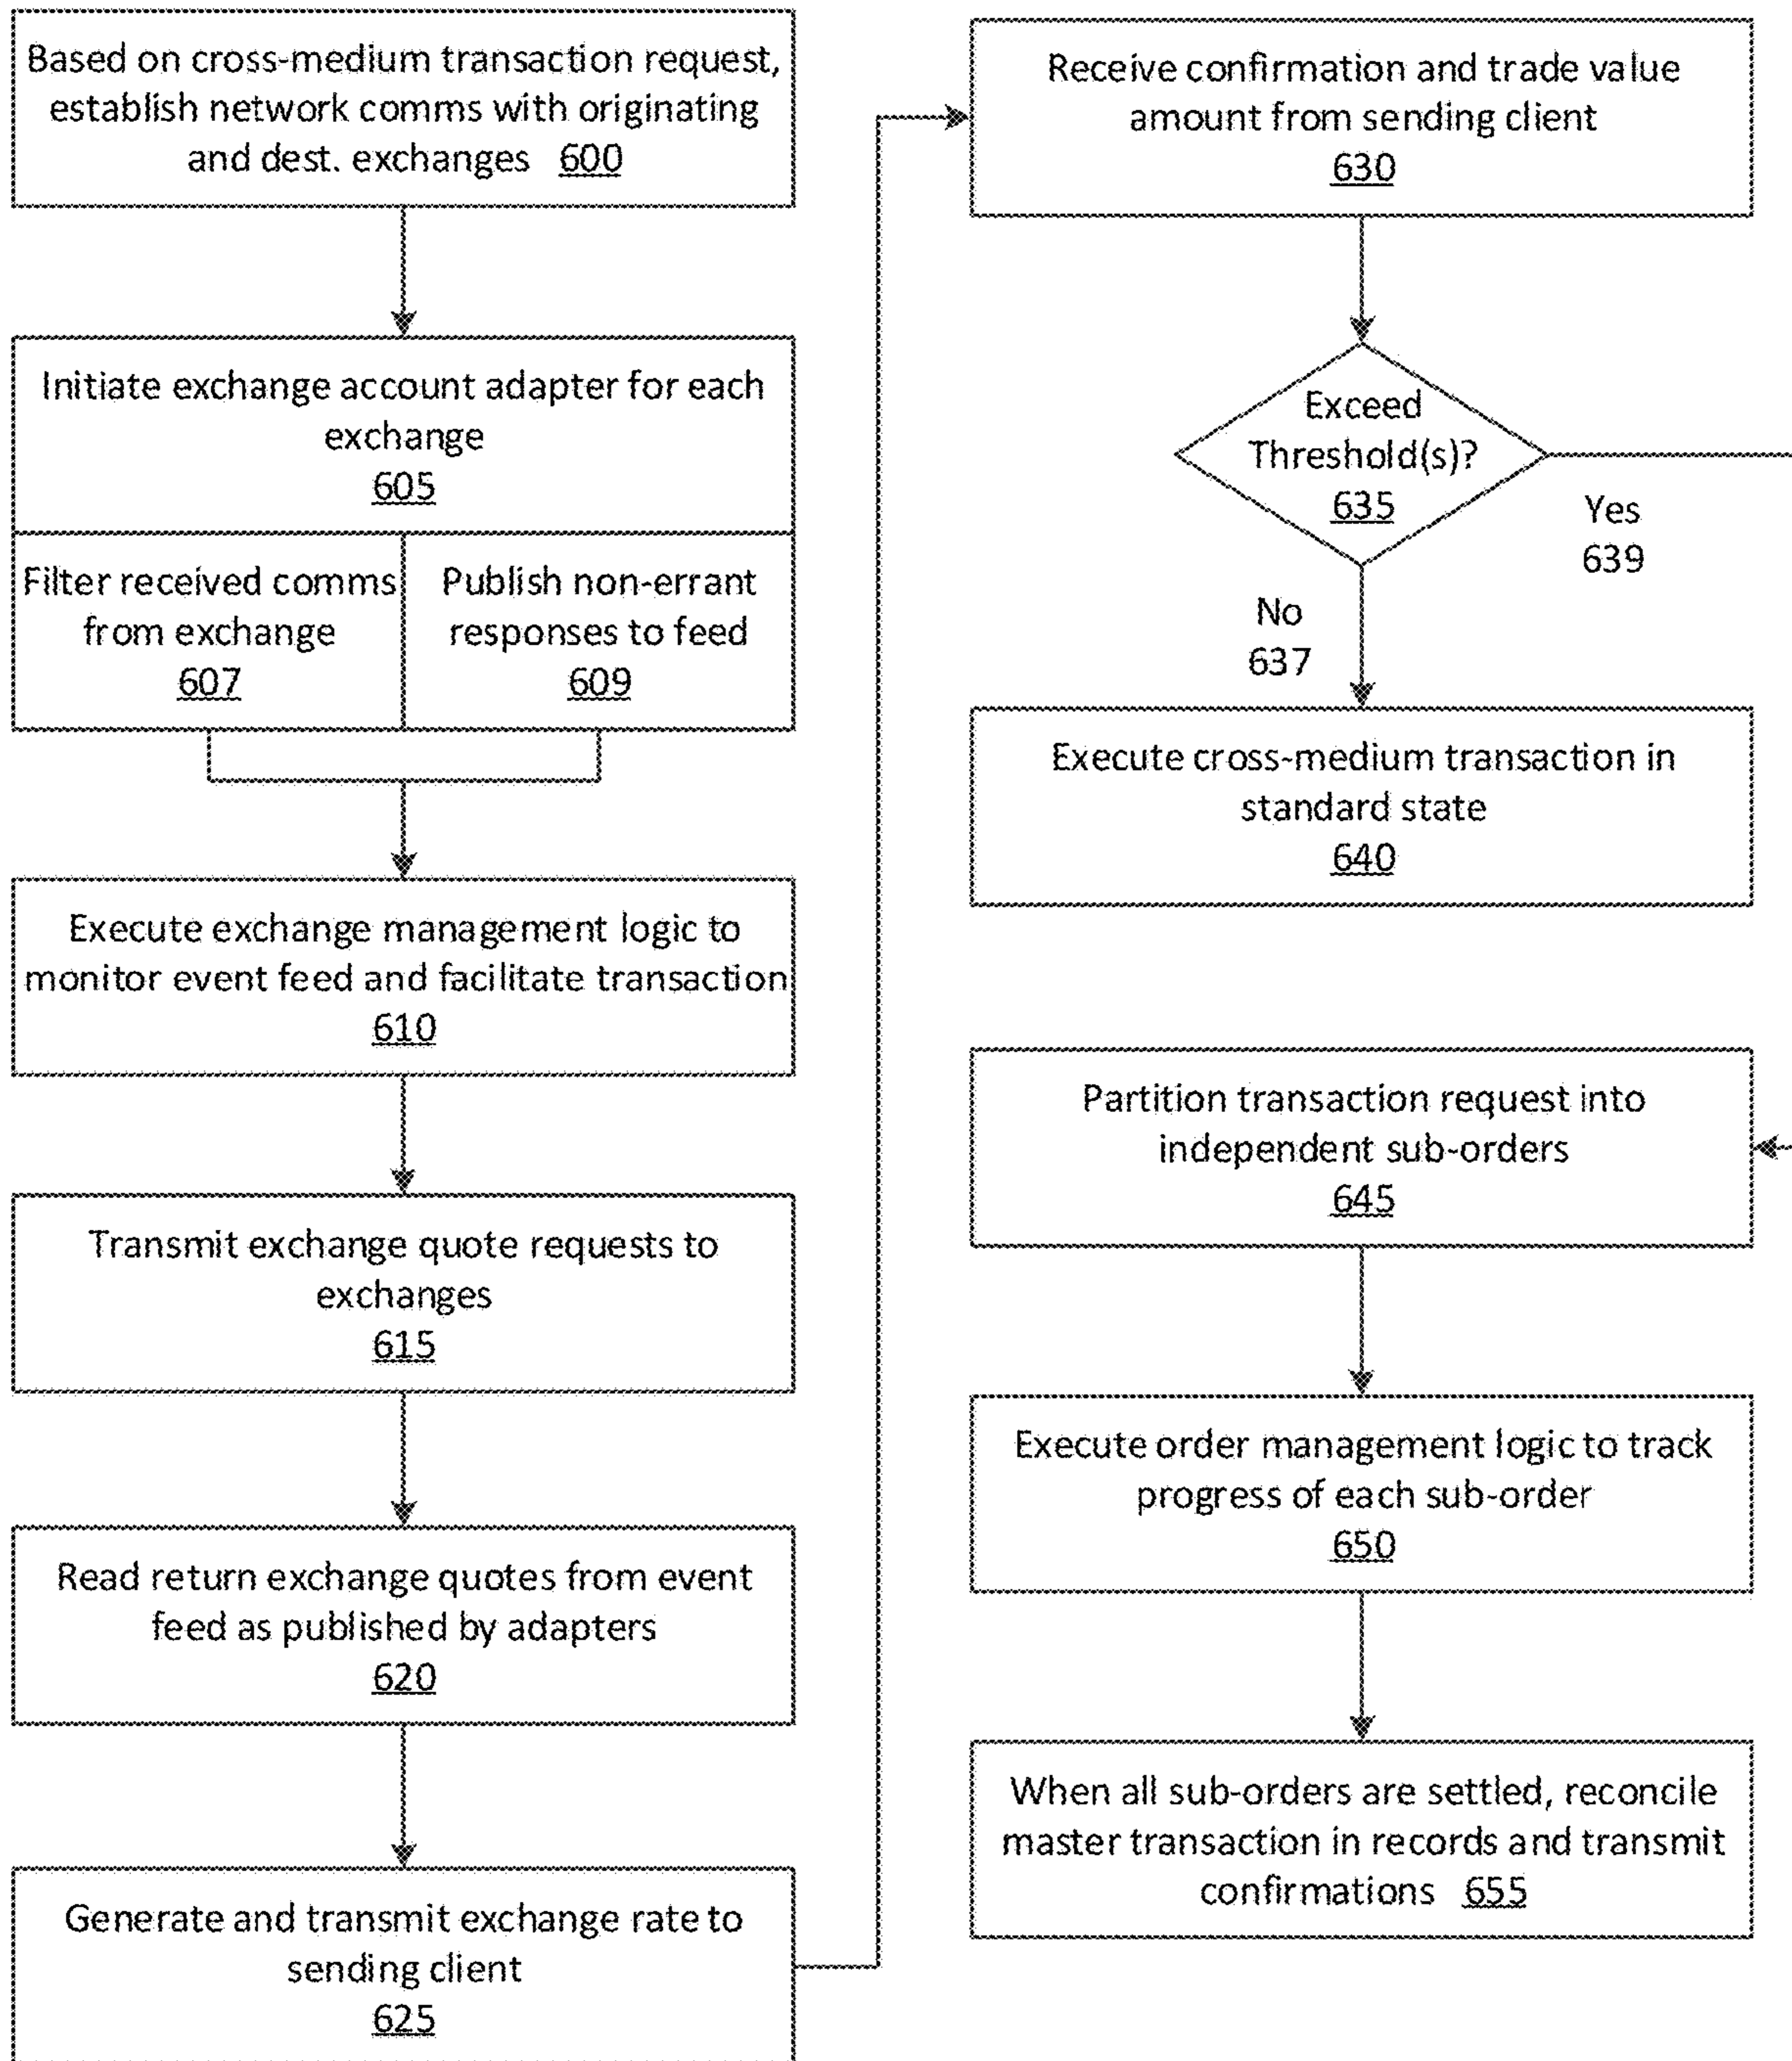 Based on cross-medium transaction request,
establish network comms with originating
and dest. exchanges 600
Initiate exchange account adapter for each
exchange
605
Filter received comms
from exchange
607
Publish non-errant
responses to feed
609
Execute exchange management logic to
monitor event feed and facilitate transaction
610
Transmit exchange quote requests to
exchanges
615
Read return exchange quotes from event
feed as published by adapters
620
Generate and transmit exchange rate to
sending client
625
Receive confirmation and trade value
amount from sending client
630
Exceed
Threshold(s)?
635
Yes
639
No
637
Execute cross-medium transaction in
standard state
640
Partition transaction request into
independent sub-orders
645
Execute order management logic to track
progress of each sub-order
650
When all sub-orders are settled, reconcile
master transaction in records and transmit
confirmations 655